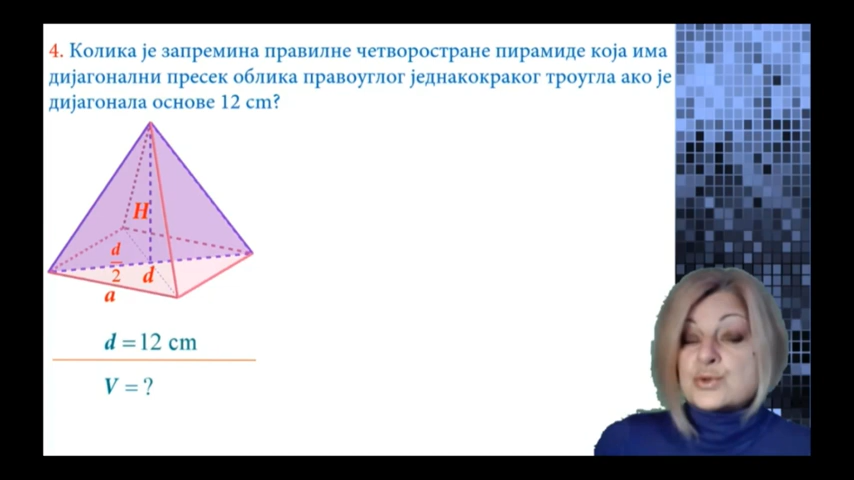 4. Колика је запремина правилне четворостране пирамиде која има
дијагонални пресек облика правоуглог једнакокраког троугла ако је
дијагонала основе 12 cm?
H
d
2
d
a
d = 12 cm
V = ?